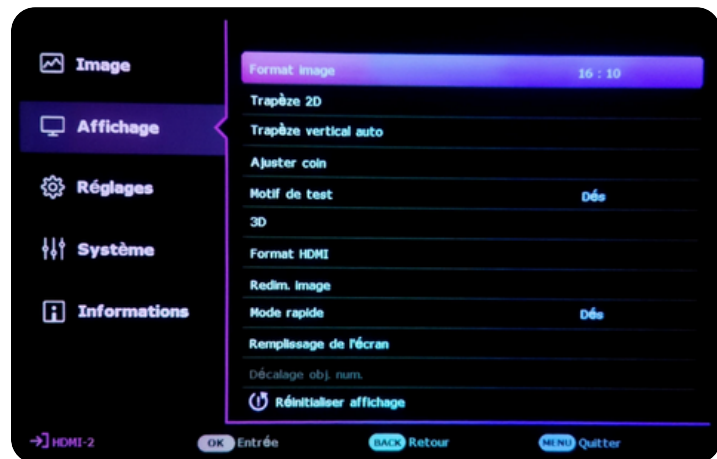 Image
Affichage
Réglages
Système
Informations
Format image 16 : 10
Trapèze 2D
Trapèze vertical auto
Ajuster coin
Motif de test Dés
3D
Format HDMI
Redim. image
Mode rapide Dés
Remplissage de l'écran
Décalage obj. num.
Réinitialiser affichage
HDMI-2 OK Entrée BACK Retour MENU Quitter